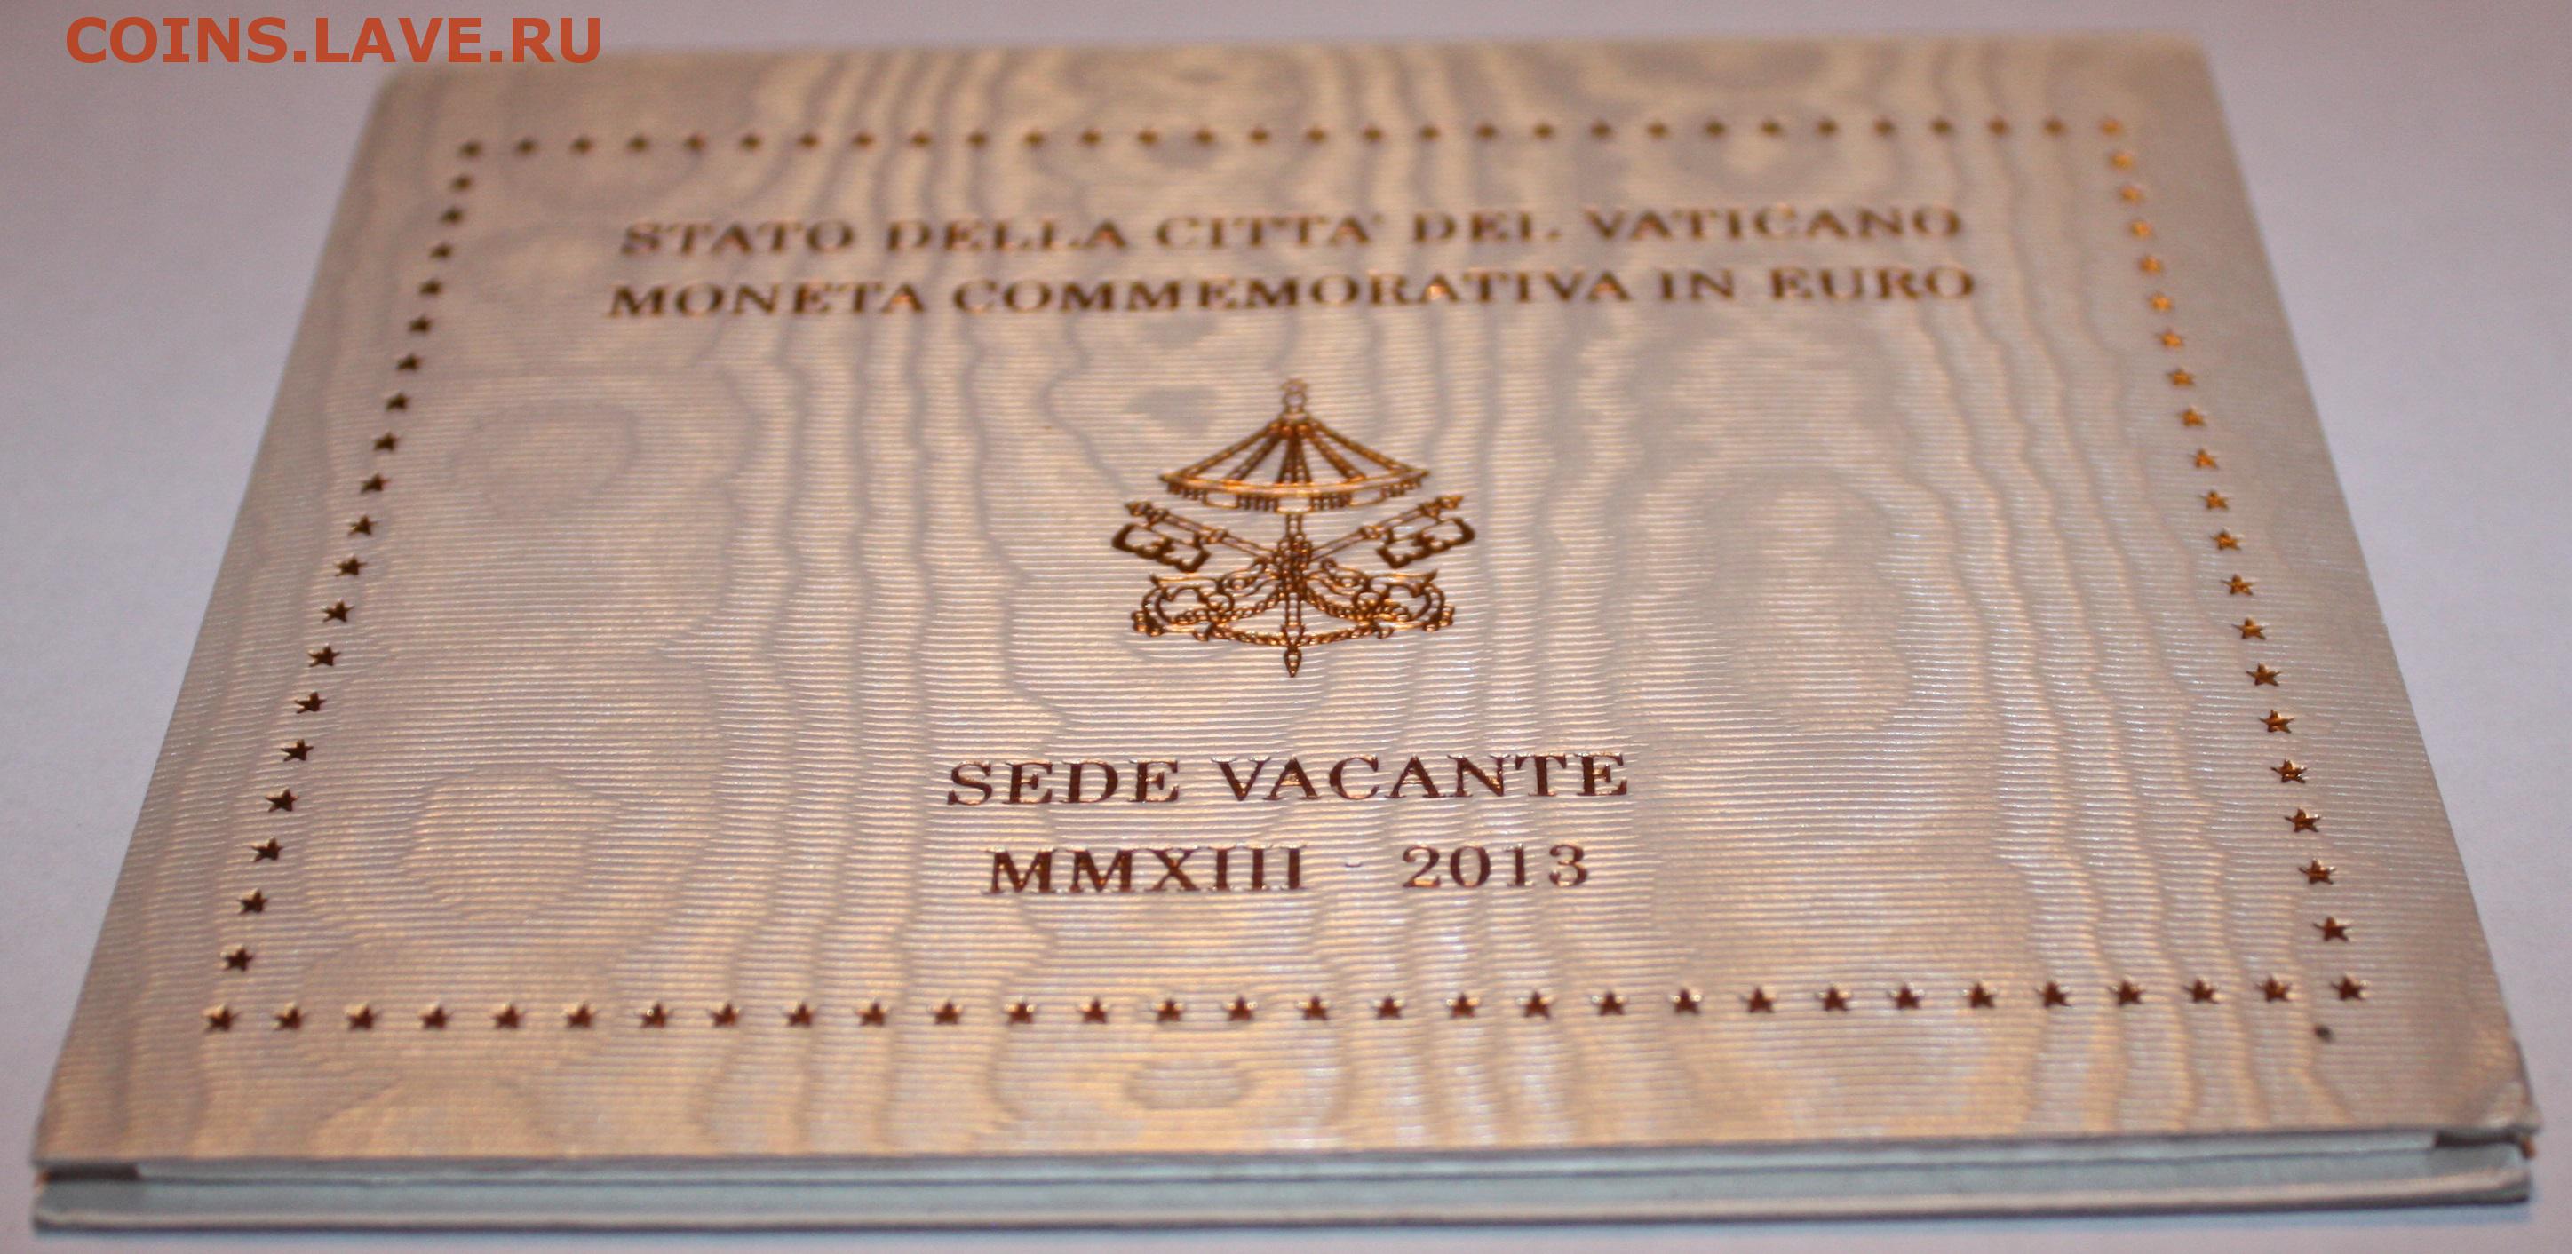 COINS.LAVE.RU
STATO DELLA CITTA' DEL VATICANO
MONETA COMMEMORATIVA IN EURO
SEDE VACANTE
MMXIII - 2013